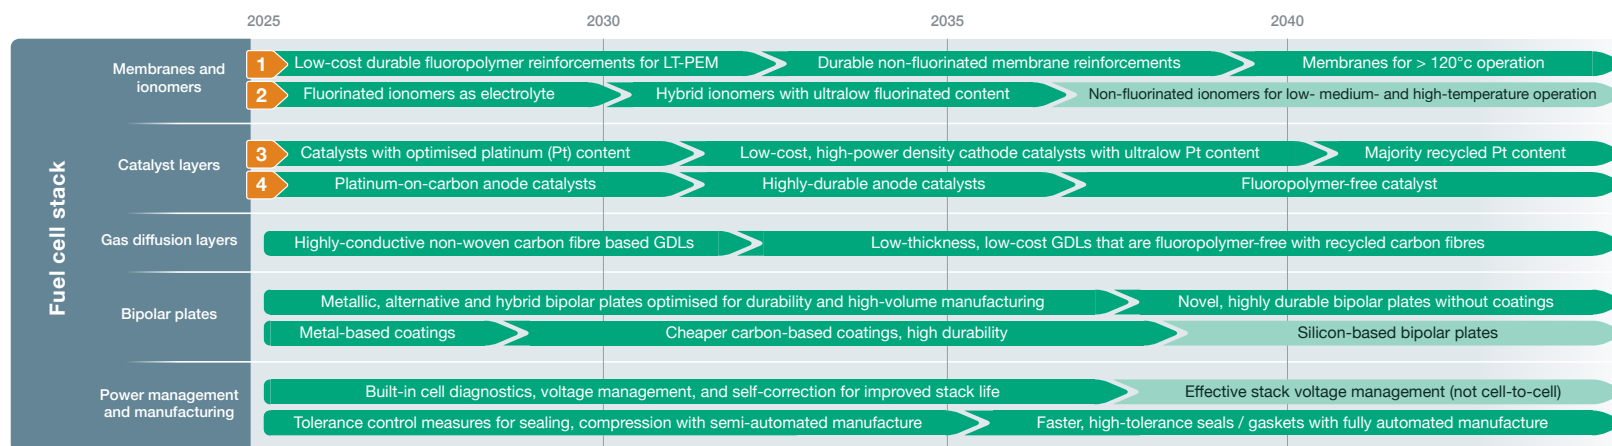 2025 2030 2035 2040
Fuel cell stack
Membranes and
ionomers
1 Low-cost durable fluoropolymer reinforcements for LT-PEM Durable non-fluorinated membrane reinforcements Membranes for > 120°c operation
2 Fluorinated ionomers as electrolyte Hybrid ionomers with ultralow fluorinated content Non-fluorinated ionomers for low- medium- and high-temperature operation
Catalyst layers
3 Catalysts with optimised platinum (Pt) content Low-cost, high-power density cathode catalysts with ultralow Pt content Majority recycled Pt content
4 Platinum-on-carbon anode catalysts Highly-durable anode catalysts Fluoropolymer-free catalyst
Gas diffusion layers
Highly-conductive non-woven carbon fibre based GDLs Low-thickness, low-cost GDLs that are fluoropolymer-free with recycled carbon fibres
Bipolar plates
Metallic, alternative and hybrid bipolar plates optimised for durability and high-volume manufacturing Novel, highly durable bipolar plates without coatings
Metal-based coatings Cheaper carbon-based coatings, high durability Silicon-based bipolar plates
Power management
and manufacturing
Built-in cell diagnostics, voltage management, and self-correction for improved stack life Effective stack voltage management (not cell-to-cell)
Tolerance control measures for sealing, compression with semi-automated manufacture Faster, high-tolerance seals / gaskets with fully automated manufacture